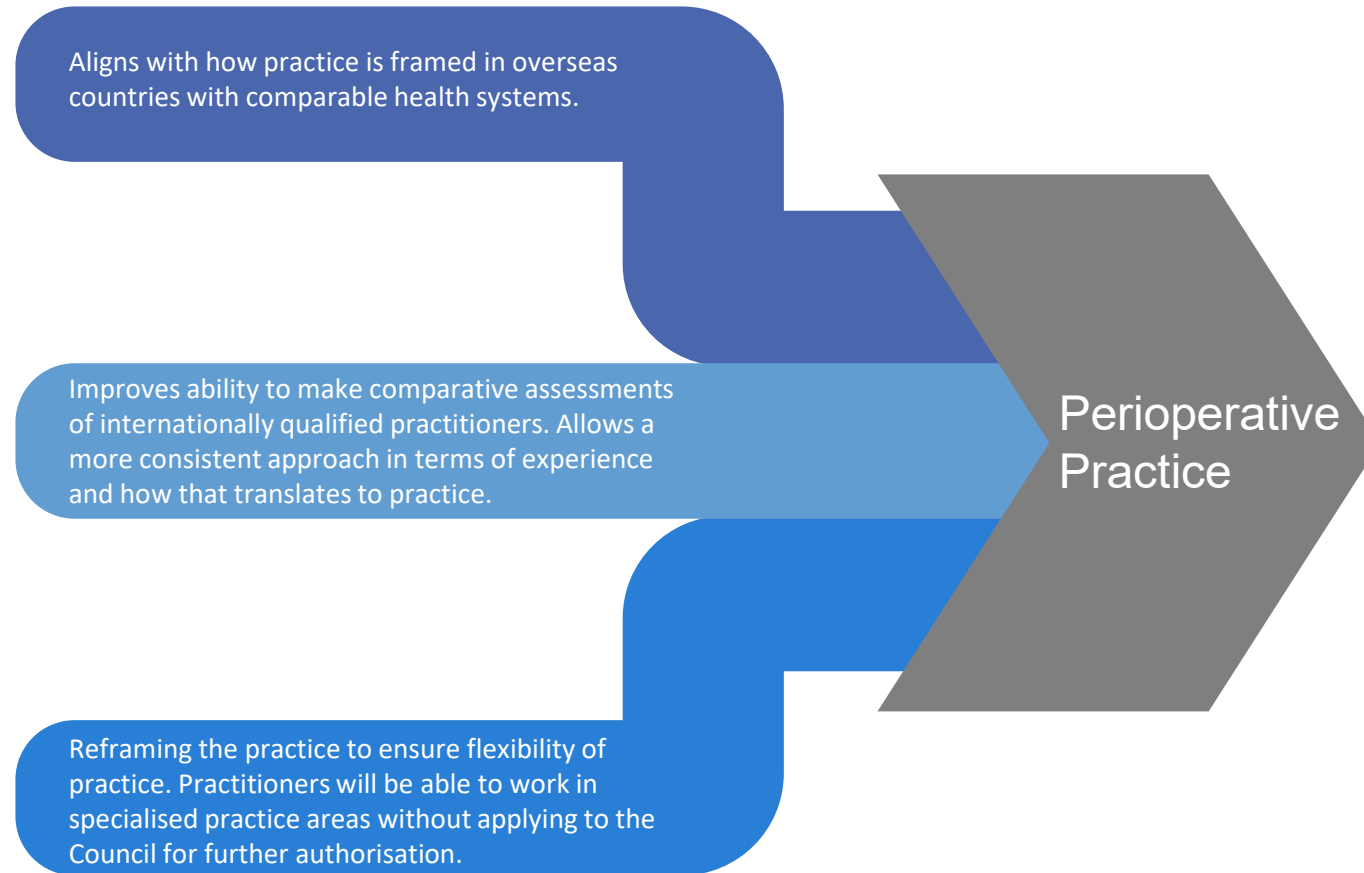 Aligns with how practice is framed in overseas
countries with comparable health systems.
Improves ability to make comparative assessments
of internationally qualified practitioners. Allows a
more consistent approach in terms of experience
and how that translates to practice.
Perioperative
Practice
Reframing the practice to ensure flexibility of
practice. Practitioners will be able to work in
specialised practice areas without applying to the
Council for further authorisation.